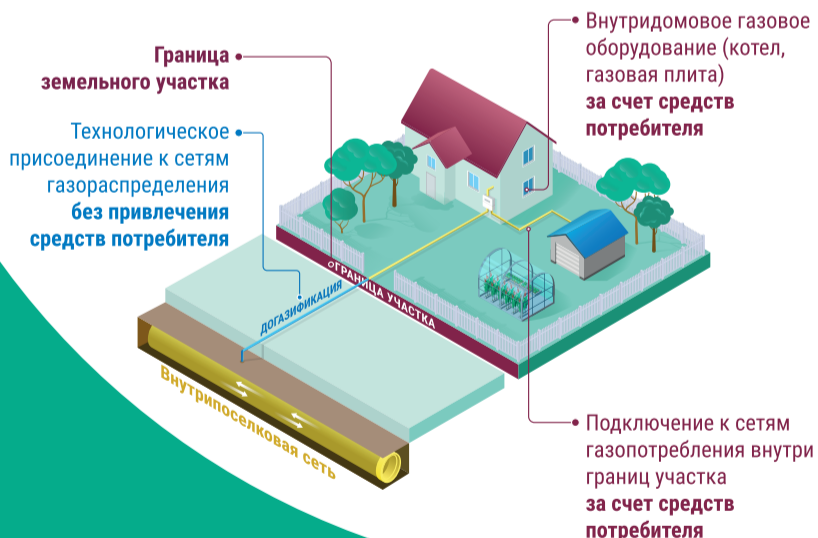 Граница
земельного участка
Технологическое
присоединение к сетям
газораспределения
без привлечения
средств потребителя
Внутридомовое газовое
оборудование (котел,
газовая плита)
за счет средств
потребителя
ГРАНИЦА УЧАСТКА
ДОГАЗИФИКАЦИЯ
Внутрипоселковая сеть
Подключение к сетям
газопотребления внутри
границ участка
за счет средств
потребителя